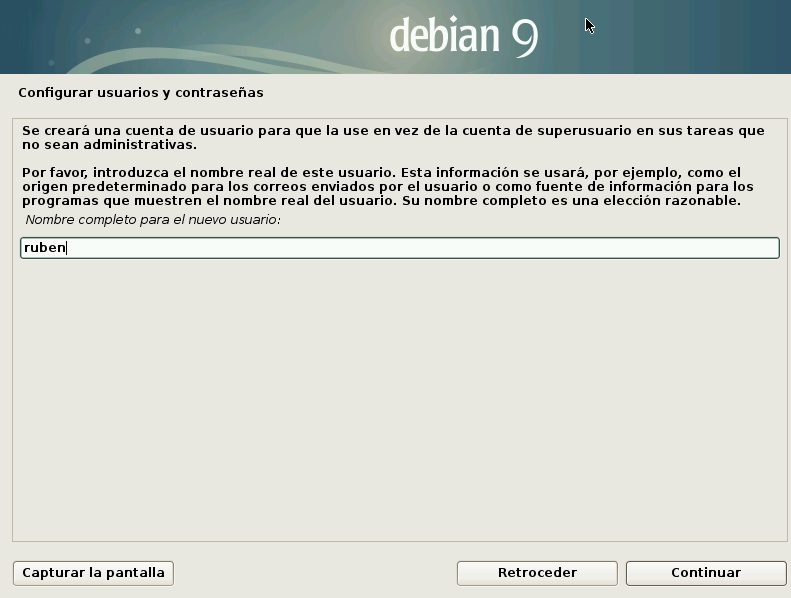 debian 9
Configurar usuarios y contraseñas
Se creará una cuenta de usuario para que la use en vez de la cuenta de superusuario en sus tareas que
no sean administrativas.
Por favor, introduzca el nombre real de este usuario. Esta información se usará, por ejemplo, como el
origen predeterminado para los correos enviados por el usuario o como fuente de información para los
programas que muestren el nombre real del usuario. Su nombre completo es una elección razonable.
Nombre completo para el nuevo usuario:
ruben
Capturar la pantalla
Retroceder
Continuar